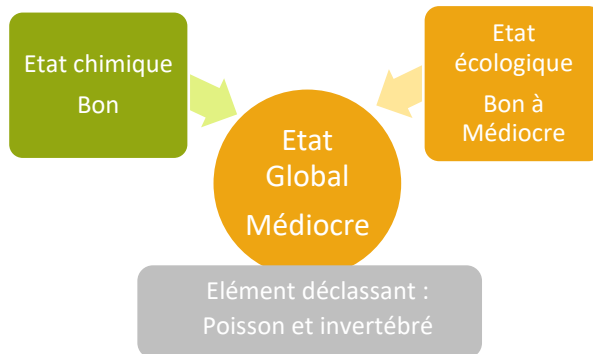 Etat chimique
Bon
Etat
écologique
Bon à
Médiocre
Etat
Global
Médiocre
Elément déclassant :
Poisson et invertébré